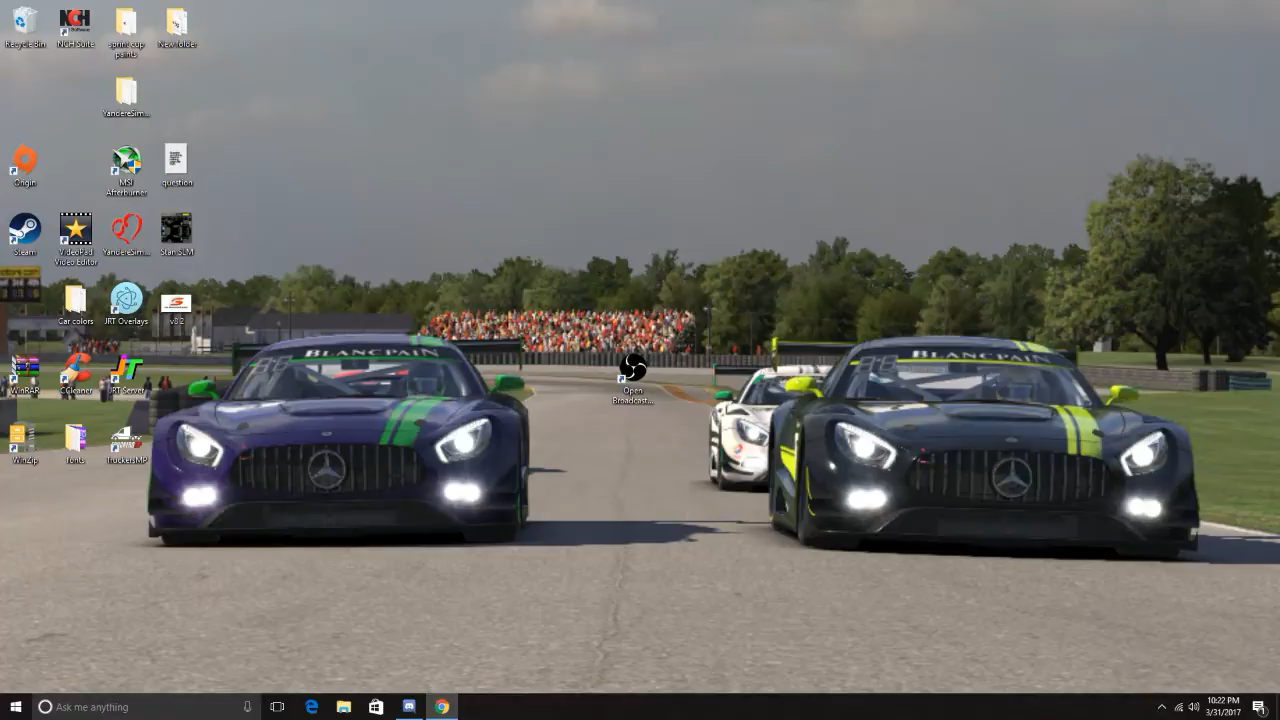 Recycle Bin
NCH Suite
sprint cup
points
New folder
YandereSim...
Origin
MSI
Afterburner
question
Steam
VideoPad
Video Editor
YandereSim...
Stan SLM
Car colors
JRT Overlays
v8 2
WinRAR
CCleaner
JRT Server
WinZip
fonts
TruckersMP
Open
Broadcast...
BLANCPAIN
BLANCPAIN
Ask me anything
10:22 PM
3/31/2017